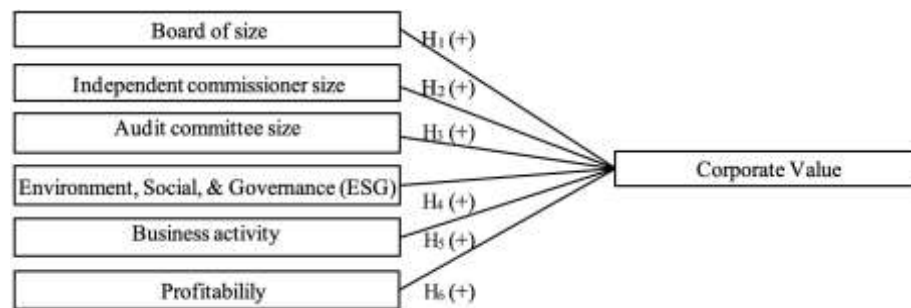 Board of size
H₁ (+)
Independent commissioner size
H₂ (+)
Audit committee size
H₃ (+)
Environment, Social, & Governance (ESG)
H₄ (+)
Business activity
H₅ (+)
Profitabilily
H₆ (+)
Corporate Value